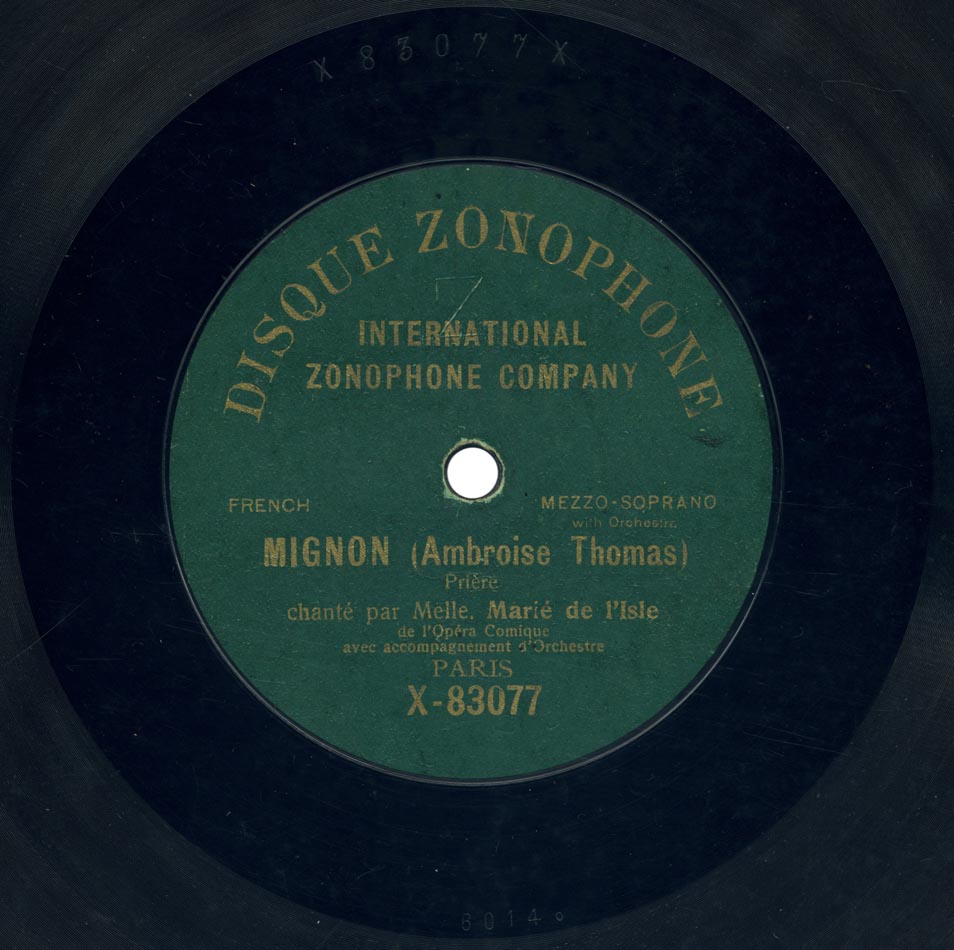 X 83077 X
DISQUE ZONOPHONE
INTERNATIONAL
ZONOPHONE COMPANY
FRENCH
MEZZO-SOPRANO
with Orchestra
MIGNON (Ambroise Thomas)
Prière
chanté par Melle. Marié de l'Isle
de l'Opéra Comique
avec accompagnement d'Orchestre
PARIS
X-83077
6014o